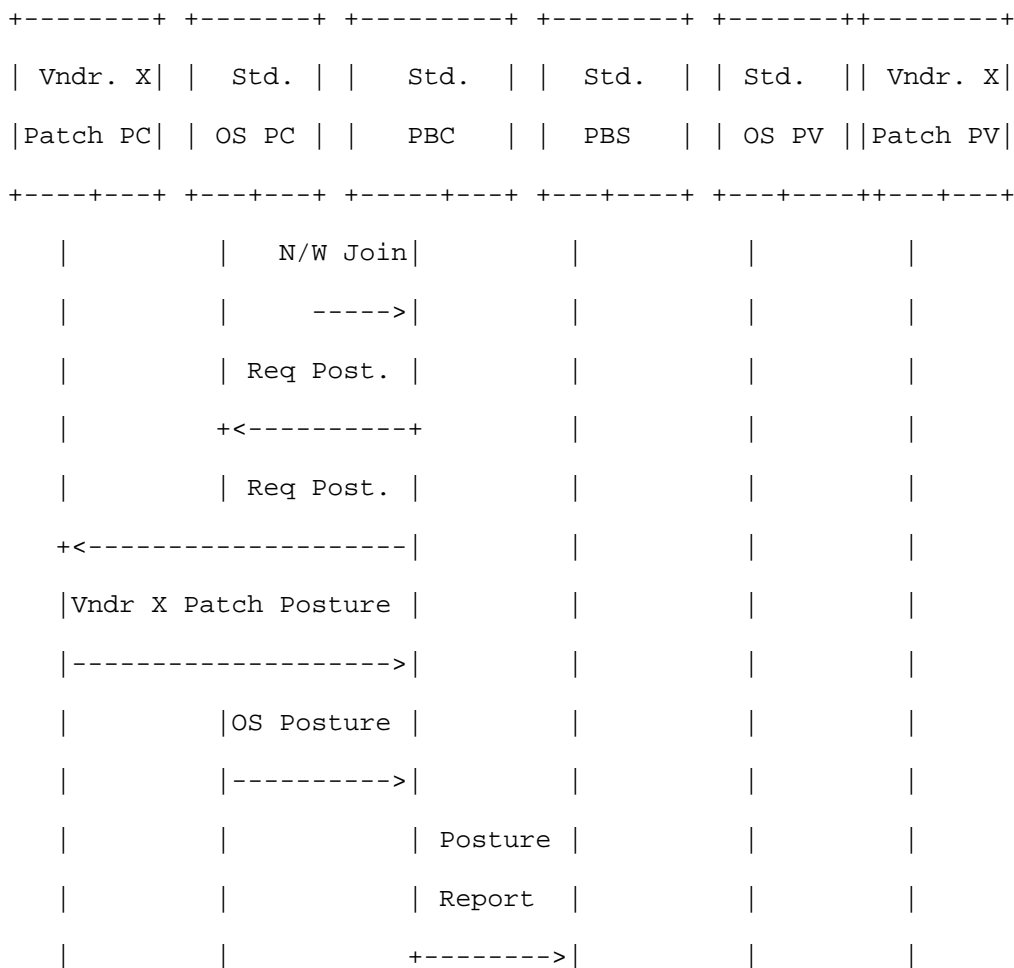 +--------+ +-------+ +---------+ +--------+ +-------++--------+
| Vndr. X| |  Std. | |   Std.  | |  Std.  | | Std.  || Vndr. X|
|Patch PC| | OS PC | |   PBC   | |  PBS   | | OS PV ||Patch PV|
+----+---+ +---+---+ +-----+---+ +---+----+ +---+----++---+---+
   |         |   N/W Join|         |          |         |
   |         |     ----->|         |          |         |
   |         | Req Post. |         |          |         |
   |         +<----------+         |          |         |
   |         | Req Post. |         |          |         |
   +<--------------------|         |          |         |
   |Vndr X Patch Posture |         |          |         |
   |-------------------->|         |          |         |
   |         |OS Posture |         |          |         |
   |         |---------->|         |          |         |
   |         |           | Posture |          |         |
   |         |           | Report  |          |         |
   |         |           +-------->|          |         |